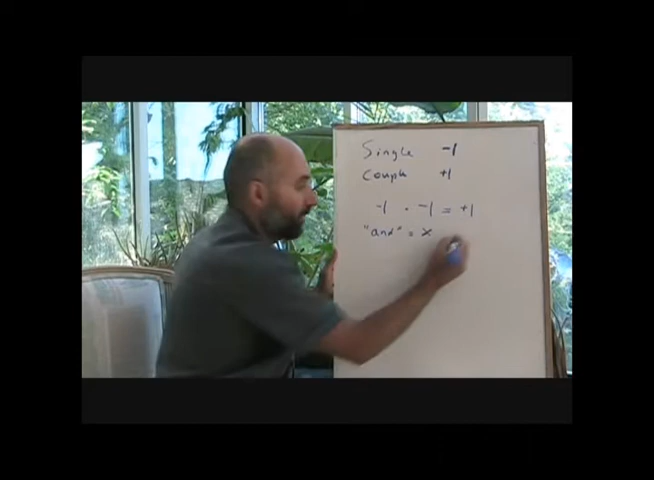 Single -1
Couple +1
-1 · -1 = +1
"and" = x